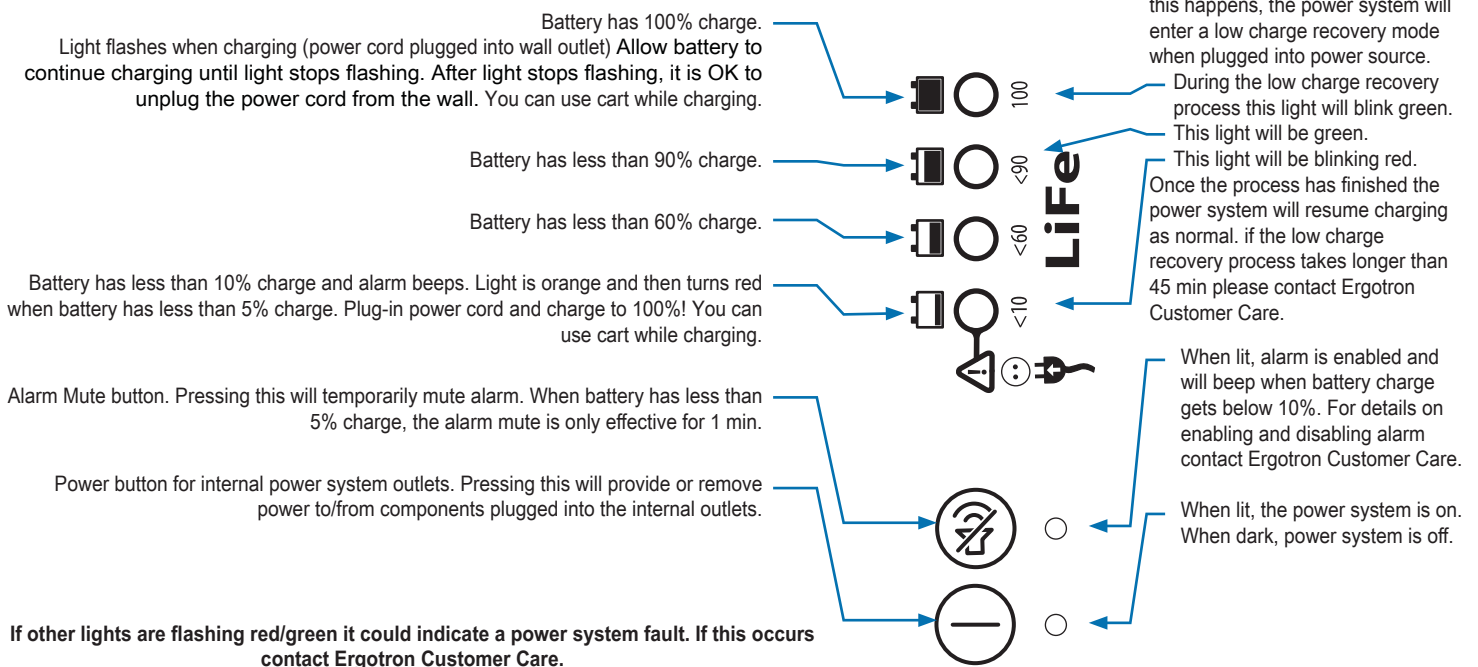 Battery has 100% charge.
Light flashes when charging (power cord plugged into wall outlet) Allow battery to
continue charging until light stops flashing. After light stops flashing, it is OK to
unplug the power cord from the wall. You can use cart while charging.
Battery has less than 90% charge.
Battery has less than 60% charge.
Battery has less than 10% charge and alarm beeps. Light is orange and then turns red
when battery has less than 5% charge. Plug-in power cord and charge to 100%! You can
use cart while charging.
Alarm Mute button. Pressing this will temporarily mute alarm. When battery has less than
5% charge, the alarm mute is only effective for 1 min.
Power button for internal power system outlets. Pressing this will provide or remove
power to/from components plugged into the internal outlets.
If other lights are flashing red/green it could indicate a power system fault. If this occurs
contact Ergotron Customer Care.
100
<90
<60
<10
LiFe
this happens, the power system will
enter a low charge recovery mode
when plugged into power source.
During the low charge recovery
process this light will blink green.
This light will be green.
This light will be blinking red.
Once the process has finished the
power system will resume charging
as normal. if the low charge
recovery process takes longer than
45 min please contact Ergotron
Customer Care.
When lit, alarm is enabled and
will beep when battery charge
gets below 10%. For details on
enabling and disabling alarm
contact Ergotron Customer Care.
When lit, the power system is on.
When dark, power system is off.